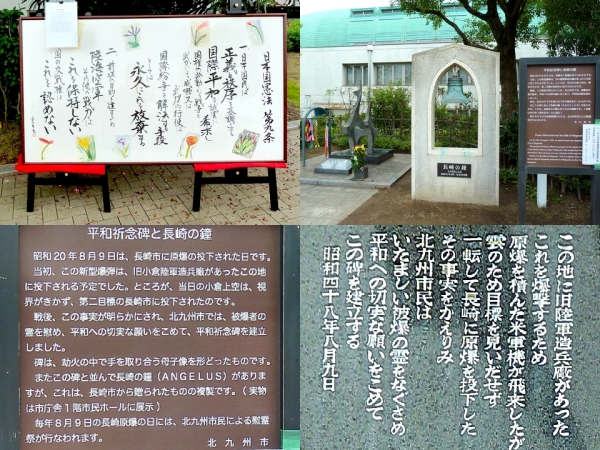 日本国憲法 第九条
一 日本国民は
正義と秩序を基調とする
国際平和を誠実に希求し
国権の発動たる戦争と
武力の行使は
国際紛争を解決する手段
としては
永久にこれを放棄する
二 前項の目的を達するため
陸海空軍その他の戦力は
これを保持しない
国の交戦権は
これを認めない
長崎の鐘
平和祈念碑と長崎の鐘
平和祈念碑と長崎の鐘
昭和20年8月9日は、長崎市に原爆の投下された日です。
当初、この新型爆弾は、旧小倉陸軍造兵廠があったこの地
に投下される予定でした。ところが、当日の小倉上空は、視
界がきかず、第二目標の長崎市に投下されたのです。
戦後、この事実が明らかにされ、北九州市では、被爆者の
霊を慰め、平和への切実な願いをこめて、平和祈念碑を建立
しました。
碑は、劫火の中で手を取り合う母子像を形どったものです。
またこの碑と並んで長崎の鐘(ANGELUS)がありま
すが、これは、長崎市から贈られたものの複製です。(実物
は市庁舎1階市民ホールに展示)
毎年8月9日の長崎原爆の日には、北九州市民による慰霊
祭が行なわれます。
北九州市
この地に旧陸軍造兵廠があった
これを爆撃するため
原爆を積んだ米軍機が飛来したが
雲のため目標を見いだせず
一転して長崎に原爆を投下した
その事実をかえりみ
北九州市民は
いたましい被爆の霊をなぐさめ
平和への切実な願いをこめて
この碑を建立する
昭和四十八年八月九日